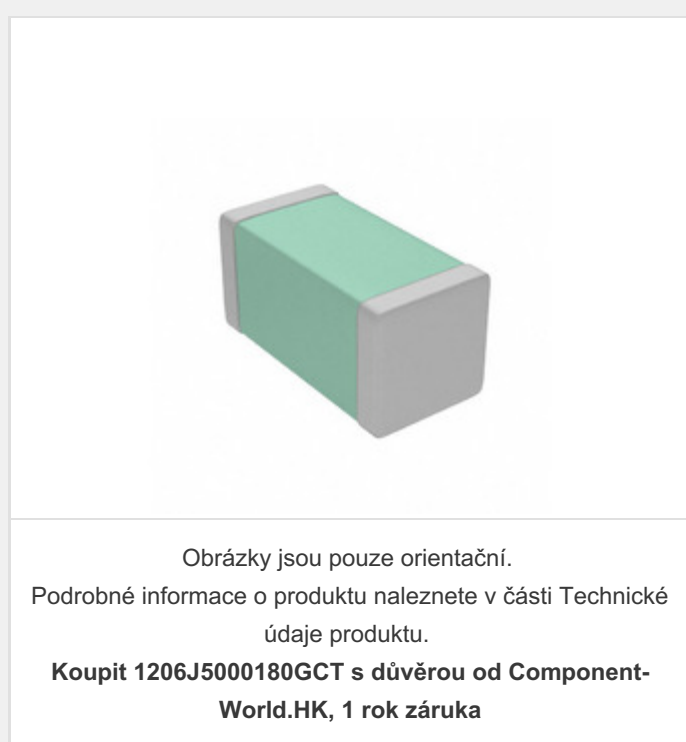 Obrázky jsou pouze orientační.
Podrobné informace o produktu naleznete v části Technické
údaje produktu.
Koupit 1206J5000180GCT s důvěrou od Component-
World.HK, 1 rok záruka